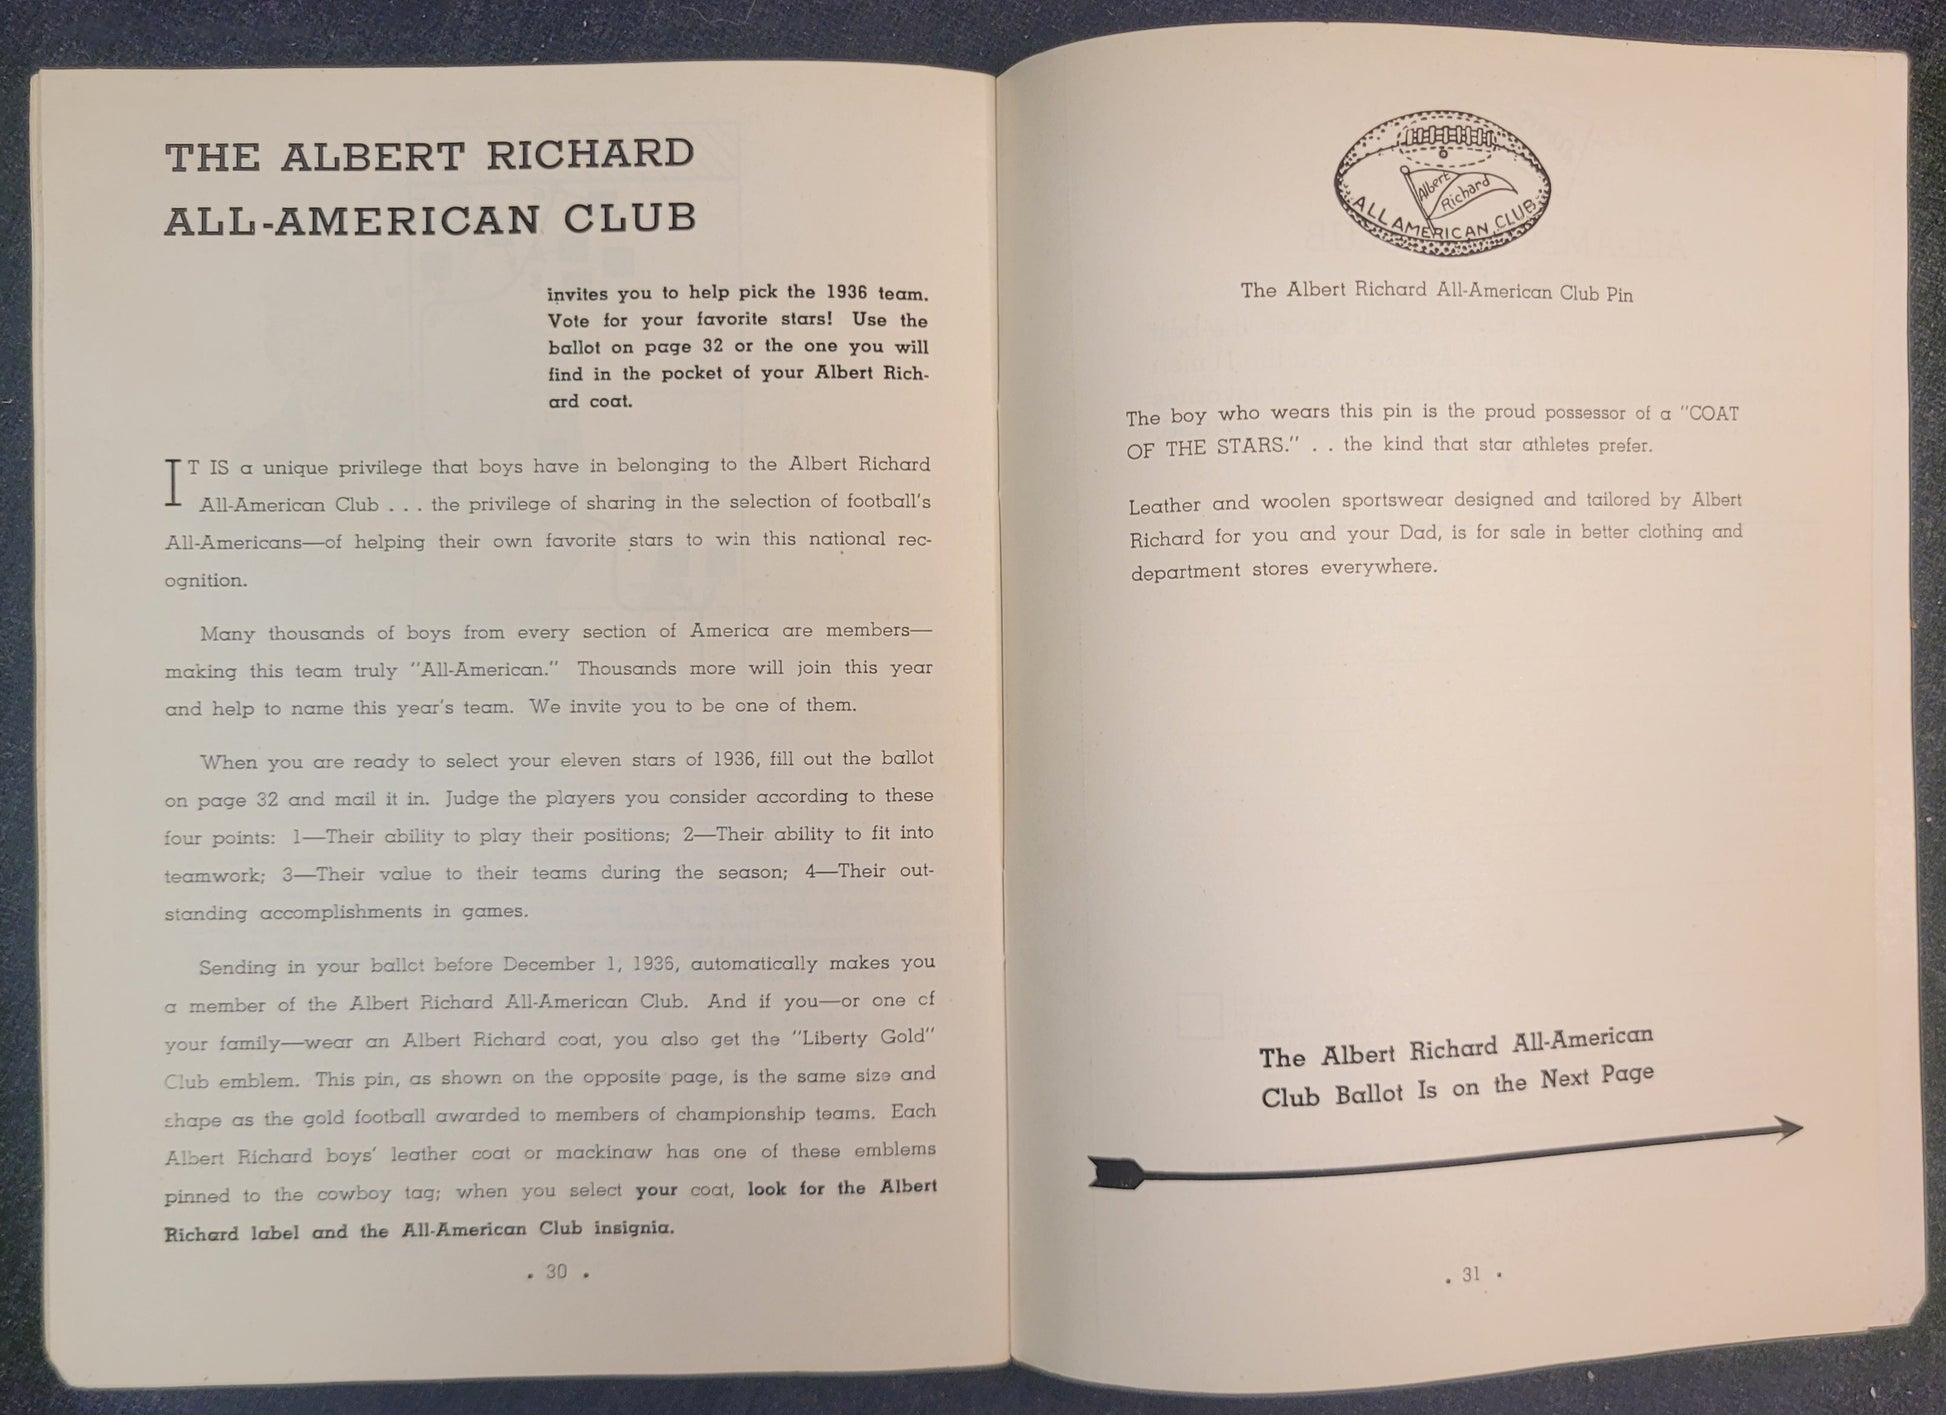 THE ALBERT RICHARD
ALL-AMERICAN CLUB
invites you to help pick the 1936 team.
Vote for your favorite stars! Use the
ballot on page 32 or the one you will
find in the pocket of your Albert Rich-
ard coat.
IT IS a unique privilege that boys have in belonging to the Albert Richard
All-American Club . . . the privilege of sharing in the selection of football's
All-Americans—of helping their own favorite stars to win this national rec-
ognition.
Many thousands of boys from every section of America are members—
making this team truly "All-American." Thousands more will join this year
and help to name this year's team. We invite you to be one of them.
When you are ready to select your eleven stars of 1936, fill out the ballot
on page 32 and mail it in. Judge the players you consider according to these
four points: 1—Their ability to play their positions; 2—Their ability to fit into
teamwork; 3—Their value to their teams during the season; 4—Their out-
standing accomplishments in games.
Sending in your ballot before December 1, 1936, automatically makes you
a member of the Albert Richard All-American Club. And if you—or one of
your family—wear an Albert Richard coat, you also get the "Liberty Gold"
Club emblem. This pin, as shown on the opposite page, is the same size and
shape as the gold football awarded to members of championship teams. Each
Albert Richard boys' leather coat or mackinaw has one of these emblems
pinned to the cowboy tag; when you select your coat, look for the Albert
Richard label and the All-American Club insignia.
. 30 .
Albert
Richard
ALL AMERICAN CLUB
The Albert Richard All-American Club Pin
The boy who wears this pin is the proud possessor of a "COAT
OF THE STARS." . . the kind that star athletes prefer.
Leather and woolen sportswear designed and tailored by Albert
Richard for you and your Dad, is for sale in better clothing and
department stores everywhere.
The Albert Richard All-American
Club Ballot Is on the Next Page
. 31 .